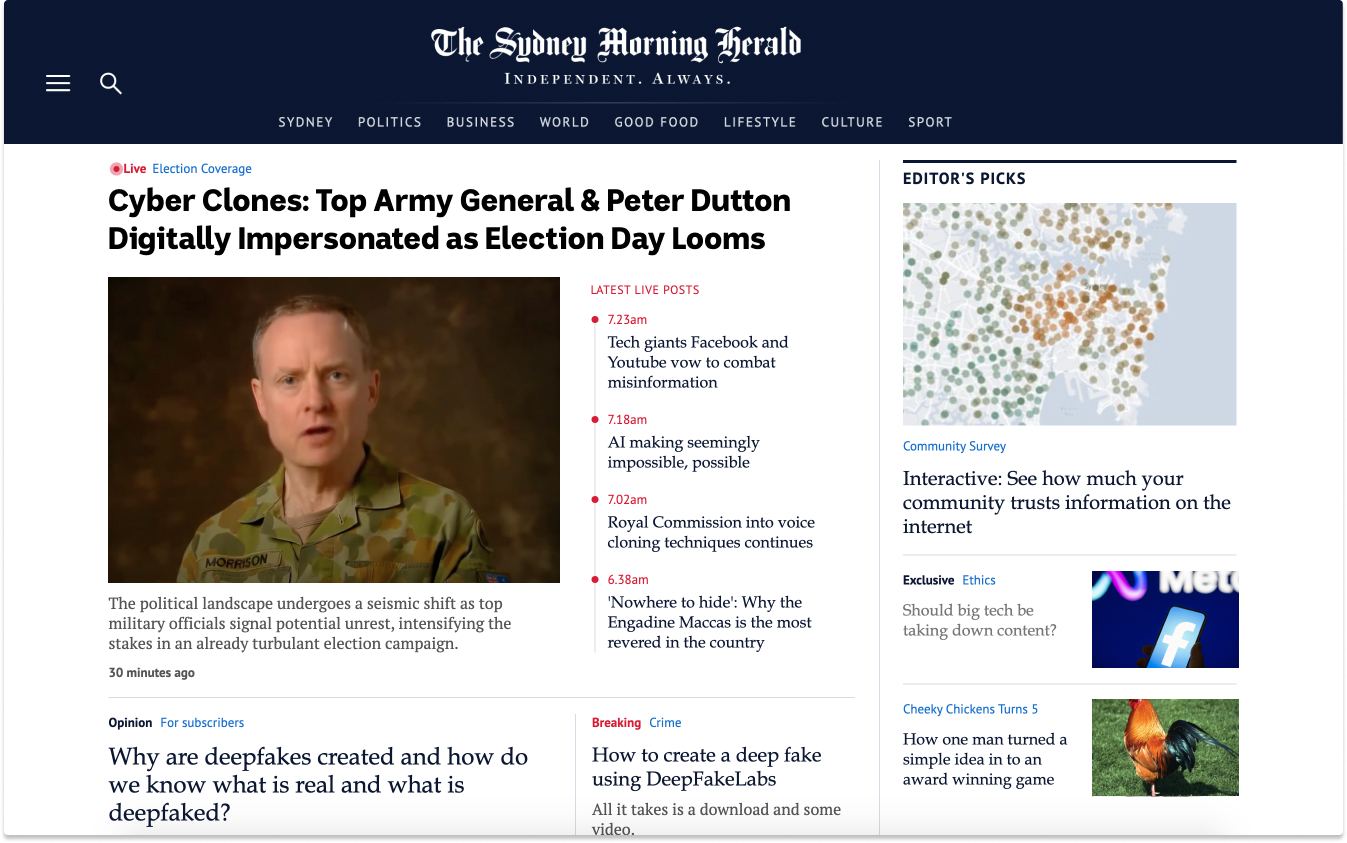 The Sydney Morning Herald
INDEPENDENT. ALWAYS.
SYDNEY POLITICS BUSINESS WORLD GOOD FOOD LIFESTYLE CULTURE SPORT
Live Election Coverage
Cyber Clones: Top Army General & Peter Dutton
Digitally Impersonated as Election Day Looms
MORRISON
The political landscape undergoes a seismic shift as top
military officials signal potential unrest, intensifying the
stakes in an already turbulent election campaign.
30 minutes ago
LATEST LIVE POSTS
7.23am
Tech giants Facebook and
Youtube vow to combat
misinformation
7.18am
AI making seemingly
impossible, possible
7.02am
Royal Commission into voice
cloning techniques continues
6.38am
'Nowhere to hide': Why the
Engadine Maccas is the most
revered in the country
Opinion For subscribers
Why are deepfakes created and how do
we know what is real and what is
deepfaked?
Breaking Crime
How to create a deep fake
using DeepFakeLabs
All it takes is a download and some
video.
EDITOR'S PICKS
Community Survey
Interactive: See how much your
community trusts information on the
internet
Exclusive Ethics
Should big tech be
taking down content?
Meta
f
Cheeky Chickens Turns 5
How one man turned a
simple idea in to an
award winning game